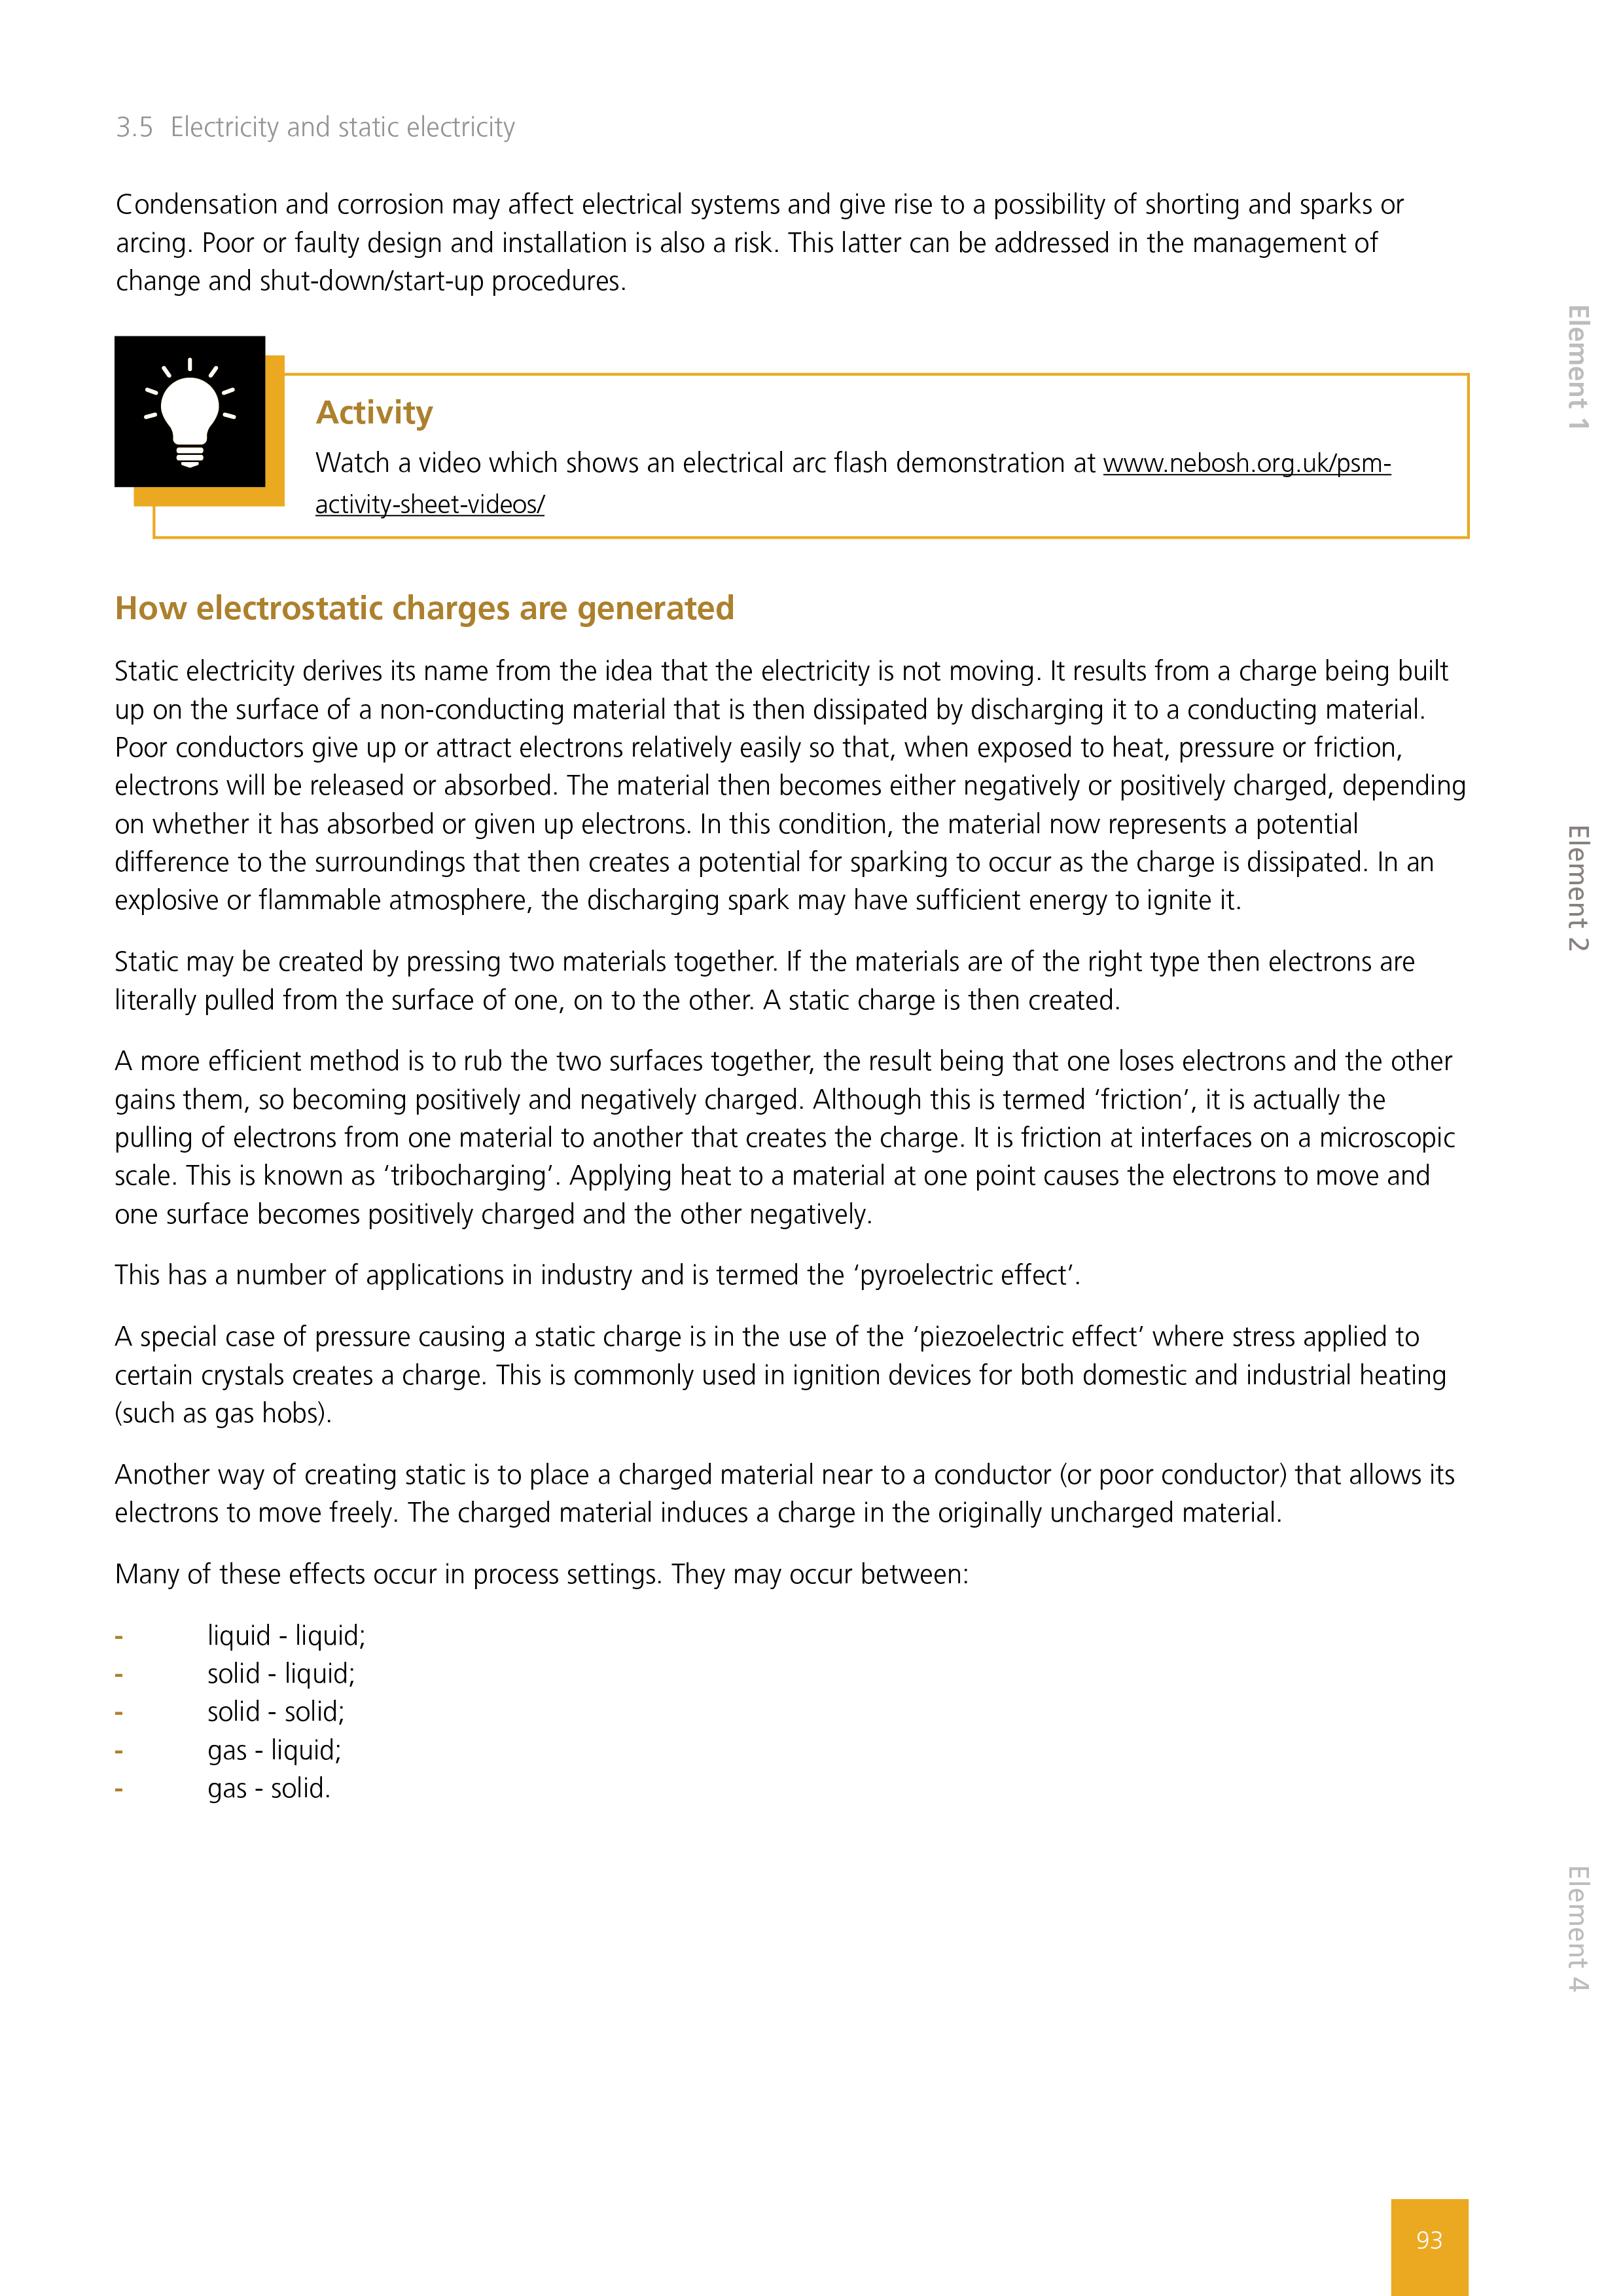 3.5 Electricity and static electricity
Condensation and corrosion may affect electrical systems and give rise to a possibility of shorting and sparks or
arcing. Poor or faulty design and installation is also a risk. This latter can be addressed in the management of
change and shut-down/start-up procedures.
Activity
Watch a video which shows an electrical arc flash demonstration at www.nebosh.org.uk/psm-
activity-sheet-videos/
How electrostatic charges are generated
Static electricity derives its name from the idea that the electricity is not moving. It results from a charge being built
up on the surface of a non-conducting material that is then dissipated by discharging it to a conducting material.
Poor conductors give up or attract electrons relatively easily so that, when exposed to heat, pressure or friction,
electrons will be released or absorbed. The material then becomes either negatively or positively charged, depending
on whether it has absorbed or given up electrons. In this condition, the material now represents a potential
difference to the surroundings that then creates a potential for sparking to occur as the charge is dissipated. In an
explosive or flammable atmosphere, the discharging spark may have sufficient energy to ignite it.
Static may be created by pressing two materials together. If the materials are of the right type then electrons are
literally pulled from the surface of one, on to the other. A static charge is then created.
A more efficient method is to rub the two surfaces together, the result being that one loses electrons and the other
gains them, so becoming positively and negatively charged. Although this is termed ‘friction’, it is actually the
pulling of electrons from one material to another that creates the charge. It is friction at interfaces on a microscopic
scale. This is known as ‘tribocharging’. Applying heat to a material at one point causes the electrons to move and
one surface becomes positively charged and the other negatively.
This has a number of applications in industry and is termed the ‘pyroelectric effect’.
A special case of pressure causing a static charge is in the use of the ‘piezoelectric effect’ where stress applied to
certain crystals creates a charge. This is commonly used in ignition devices for both domestic and industrial heating
(such as gas hobs).
Another way of creating static is to place a charged material near to a conductor (or poor conductor) that allows its
electrons to move freely. The charged material induces a charge in the originally uncharged material.
Many of these effects occur in process settings. They may occur between:
- liquid - liquid;
- solid - liquid;
- solid - solid;
- gas - liquid;
- gas - solid.
Element 1
Element 2
Element 4
93